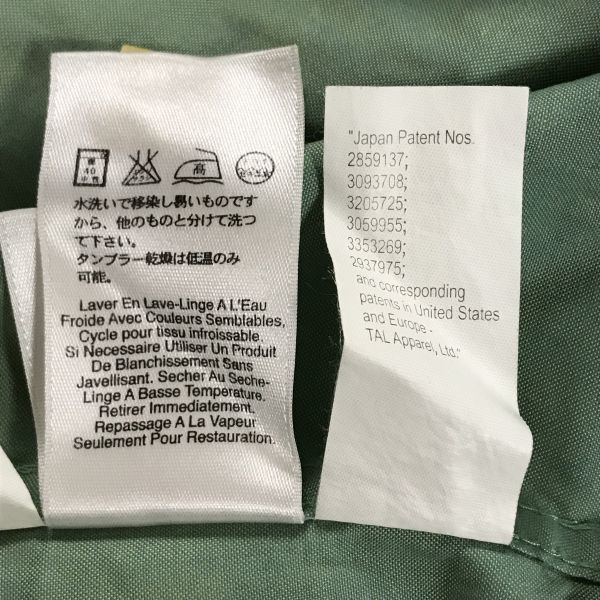 40
高
水洗いで移染し易いものです
から、他のものと分けて洗つ
て下さい。
タンブラー乾燥は低温のみ
可能。
Laver En Lave-Linge A L'Eau
Froide Avec Couleurs Semblables,
Cycle pour tissu infroissable.
Si Necessaire Utiliser Un Produit
De Blanchissement Sans
Javellisant. Secher Au Seche-
Linge A Basse Temperature.
Retirer Immediatement.
Repassage A La Vapeur
Seulement Pour Restauration.
"Japan Patent Nos.
2859137;
3093708;
3205725;
3059955;
3353269;
2937975;
and corresponding
patents in United States
and Europe -
TAL Apparel, Ltd."